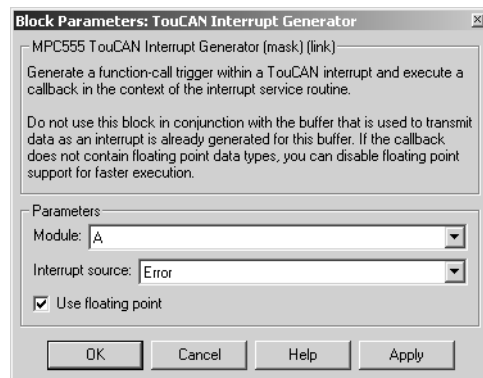 Block Parameters: TouCAN Interrupt Generator
MPC555 TouCAN Interrupt Generator (mask) (link)
Generate a function-call trigger within a TouCAN interrupt and execute a
callback in the context of the interrupt service routine.
Do not use this block in conjunction with the buffer that is used to transmit
data as an interrupt is already generated for this buffer. If the callback
does not contain floating point data types, you can disable floating point
support for faster execution.
Parameters
Module: A
Interrupt source: Error
Use floating point
OK Cancel Help Apply